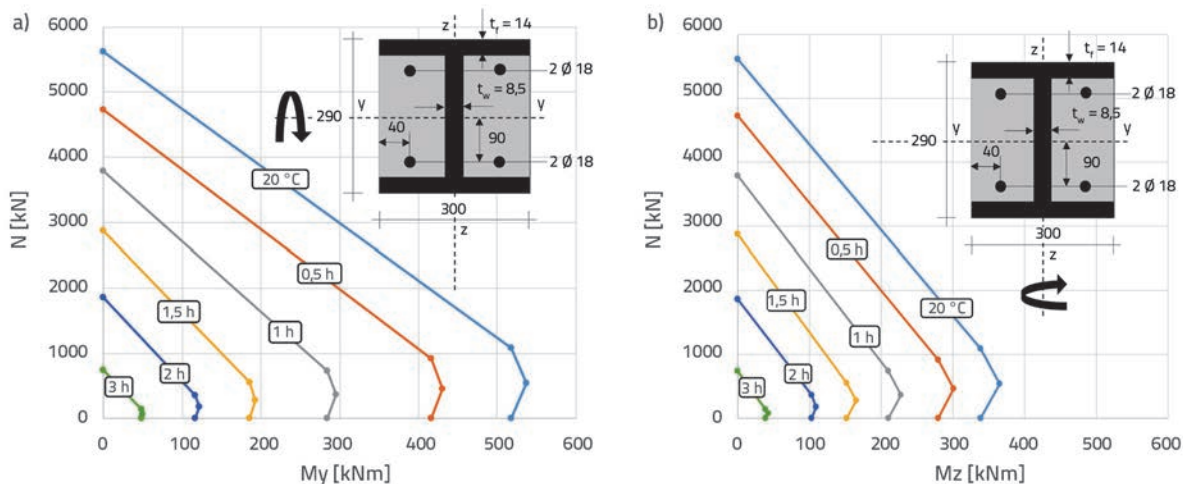 a)
N [kN]
6000
5000
4000
3000
2000
1000
0
0 100 200 300 400 500 600
My [kNm]
20 °C
0,5 h
1 h
1,5 h
2 h
3 h
z
t_f = 14
2 Ø 18
t_w = 8,5
y
y
290
40
90
2 Ø 18
300
z
b)
N [kN]
6000
5000
4000
3000
2000
1000
0
0 100 200 300 400 500 600
Mz [kNm]
20 °C
0,5 h
1 h
1,5 h
2 h
3 h
z
t_f = 14
2 Ø 18
t_w = 8,5
y
y
290
40
90
2 Ø 18
300
z